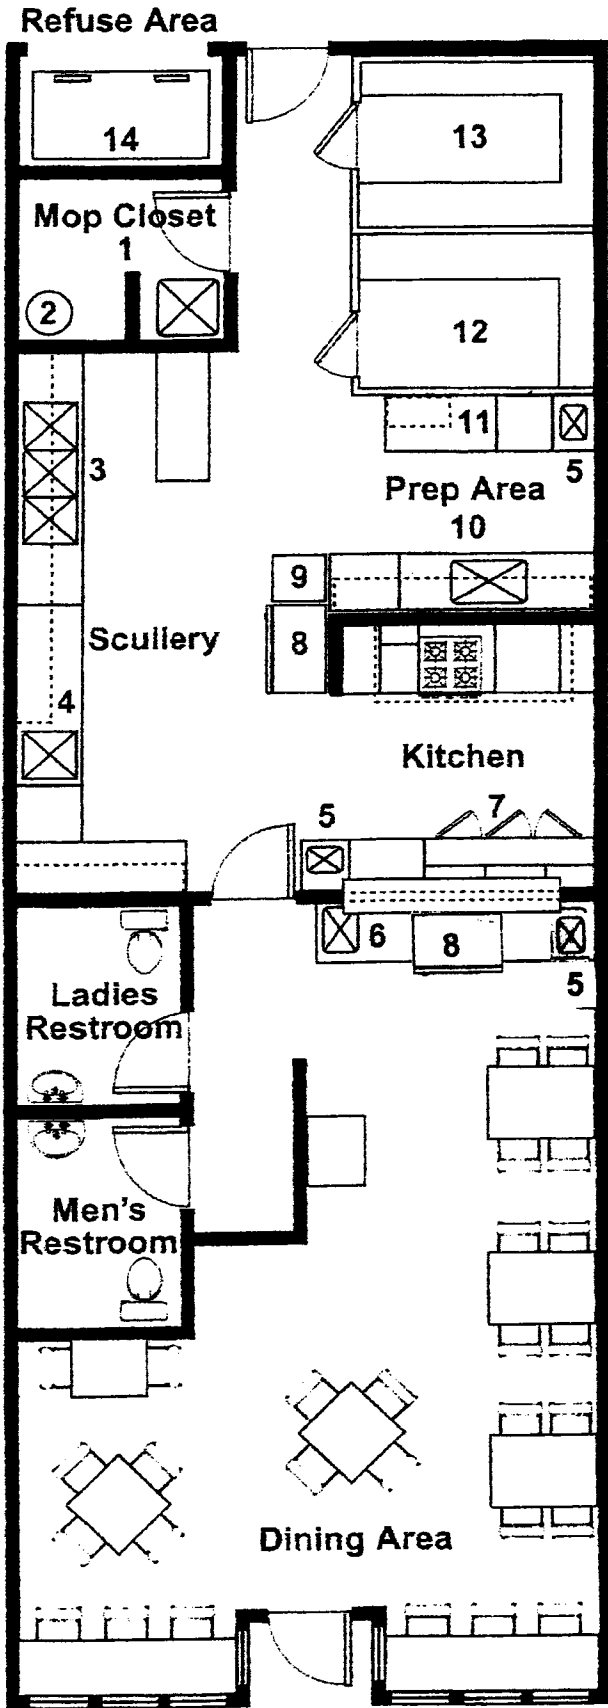 Refuse Area
14
13
Mop Closet
1
2
12
11
5
3
Prep Area
10
9
Scullery
8
4
Kitchen
7
5
6
8
5
Ladies
Restroom
Men's
Restroom
Dining Area